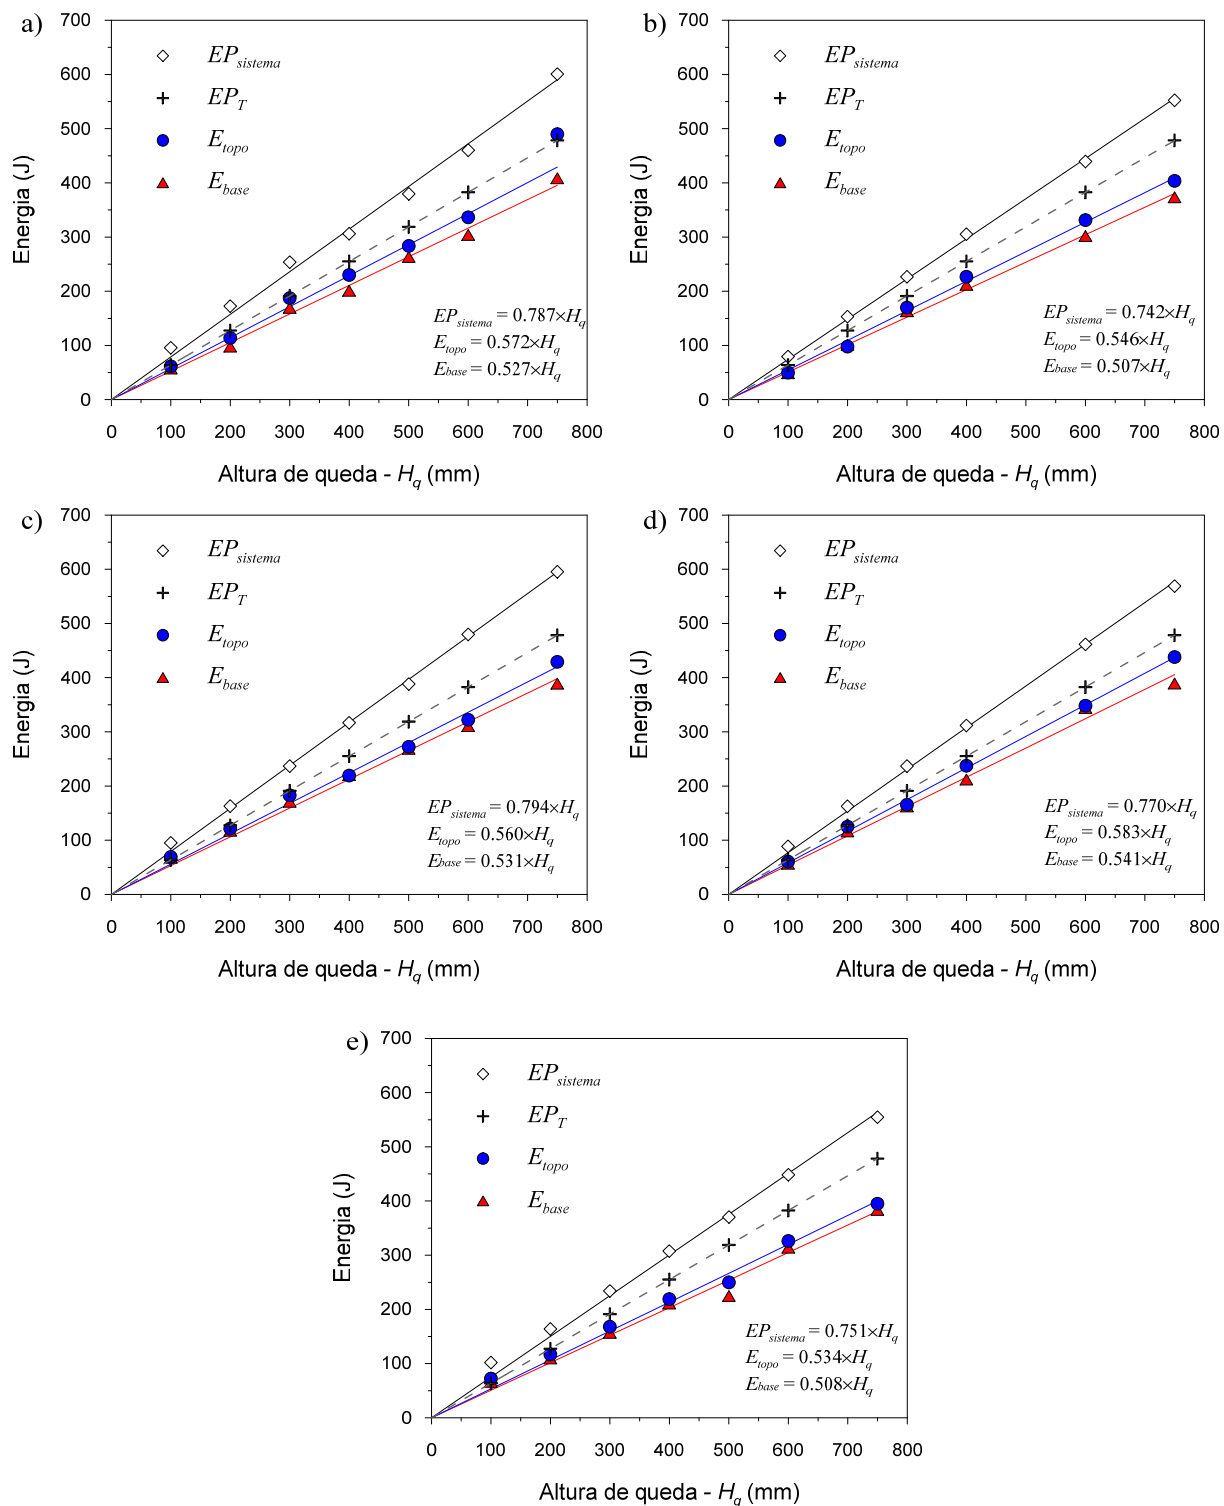 a)
700
600
500
400
300
200
100
0
Energia (J)
EPsistema
EPT
Etopo
Ebase
EPsistema = 0.787×Hq
Etopo = 0.572×Hq
Ebase = 0.527×Hq
0 100 200 300 400 500 600 700 800
Altura de queda - Hq (mm)
b)
700
600
500
400
300
200
100
0
Energia (J)
EPsistema
EPT
Etopo
Ebase
EPsistema = 0.742×Hq
Etopo = 0.546×Hq
Ebase = 0.507×Hq
0 100 200 300 400 500 600 700 800
Altura de queda - Hq (mm)
c)
700
600
500
400
300
200
100
0
Energia (J)
EPsistema
EPT
Etopo
Ebase
EPsistema = 0.794×Hq
Etopo = 0.560×Hq
Ebase = 0.531×Hq
0 100 200 300 400 500 600 700 800
Altura de queda - Hq (mm)
d)
700
600
500
400
300
200
100
0
Energia (J)
EPsistema
EPT
Etopo
Ebase
EPsistema = 0.770×Hq
Etopo = 0.583×Hq
Ebase = 0.541×Hq
0 100 200 300 400 500 600 700 800
Altura de queda - Hq (mm)
e)
700
600
500
400
300
200
100
0
Energia (J)
EPsistema
EPT
Etopo
Ebase
EPsistema = 0.751×Hq
Etopo = 0.534×Hq
Ebase = 0.508×Hq
0 100 200 300 400 500 600 700 800
Altura de queda - Hq (mm)